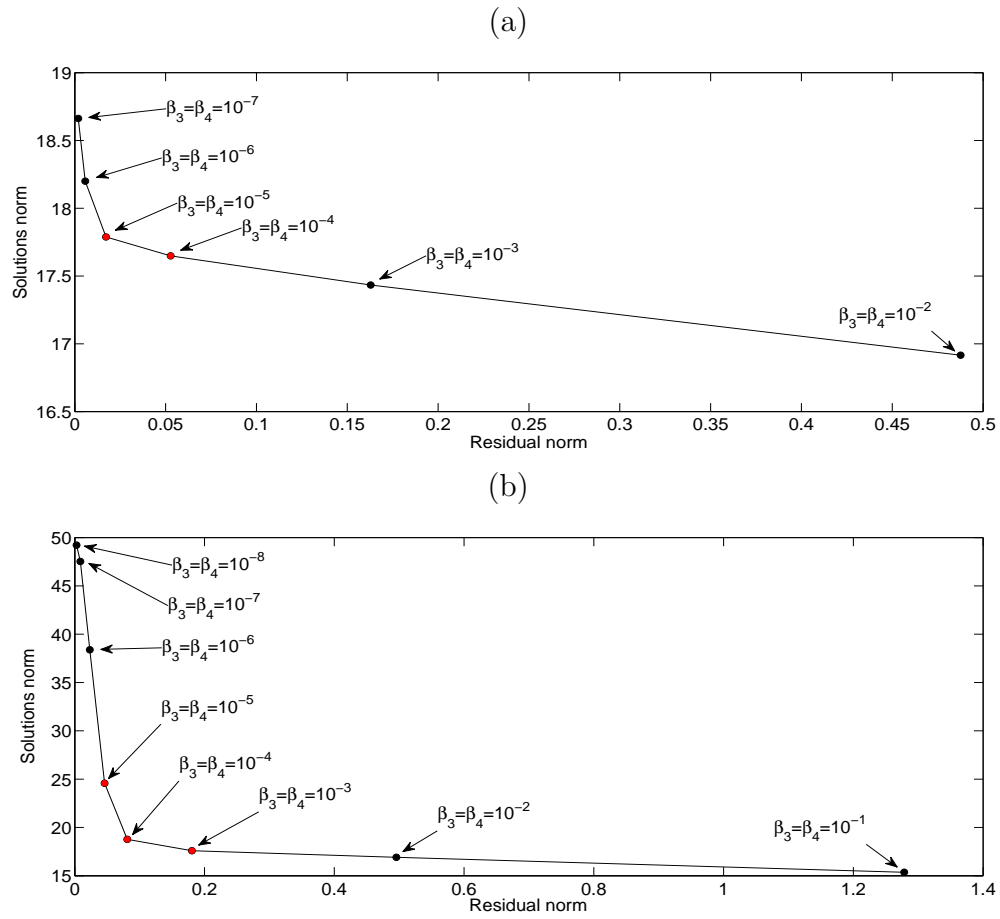 (a)
19
18.5
18
17.5
17
16.5
Solutions norm
β₃=β₄=10⁻⁷
β₃=β₄=10⁻⁶
β₃=β₄=10⁻⁵
β₃=β₄=10⁻⁴
β₃=β₄=10⁻³
β₃=β₄=10⁻²
0 0.05 0.1 0.15 0.2 0.25 0.3 0.35 0.4 0.45 0.5
Residual norm
(b)
50
45
40
35
30
25
20
15
Solutions norm
β₃=β₄=10⁻⁸
β₃=β₄=10⁻⁷
β₃=β₄=10⁻⁶
β₃=β₄=10⁻⁵
β₃=β₄=10⁻⁴
β₃=β₄=10⁻³
β₃=β₄=10⁻²
β₃=β₄=10⁻¹
0 0.2 0.4 0.6 0.8 1 1.2 1.4
Residual norm